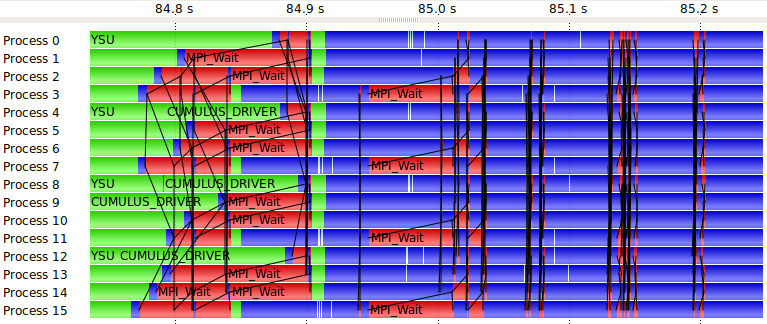 84.8 s 84.9 s 85.0 s 85.1 s 85.2 s
Process 0 YSU
Process 1 MPI_Wait
Process 2 MPI_Wait
Process 3 MPI_Wait
Process 4 YSU CUMULUS_DRIVER
Process 5 MPI_Wait
Process 6 MPI_Wait
Process 7 MPI_Wait
Process 8 YSU CUMULUS_DRIVER
Process 9 CUMULUS_DRIVER MPI_Wait
Process 10 MPI_Wait
Process 11 MPI_Wait
Process 12 YSU CUMULUS_DRIVER
Process 13 MPI_Wait
Process 14 MPI_Wait MPI_Wait
Process 15 MPI_Wait